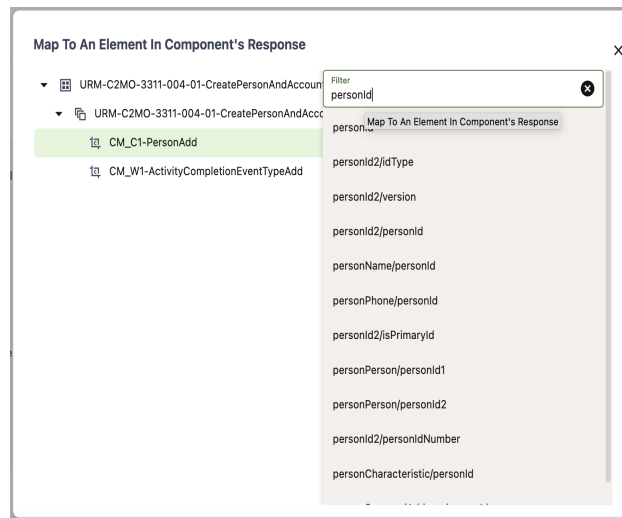 Map To An Element In Component's Response
URM-C2MO-3311-004-01-CreatePersonAndAccoun
URM-C2MO-3311-004-01-CreatePersonAndAcco
CM_C1-PersonAdd
CM_W1-ActivityCompletionEventTypeAdd
Filter
personId
Map To An Element In Component's Response
personId
personId2/idType
personId2/version
personId2/personId
personName/personId
personPhone/personId
personId2/isPrimaryId
personPerson/personId1
personPerson/personId2
personId2/personIdNumber
personCharacteristic/personId